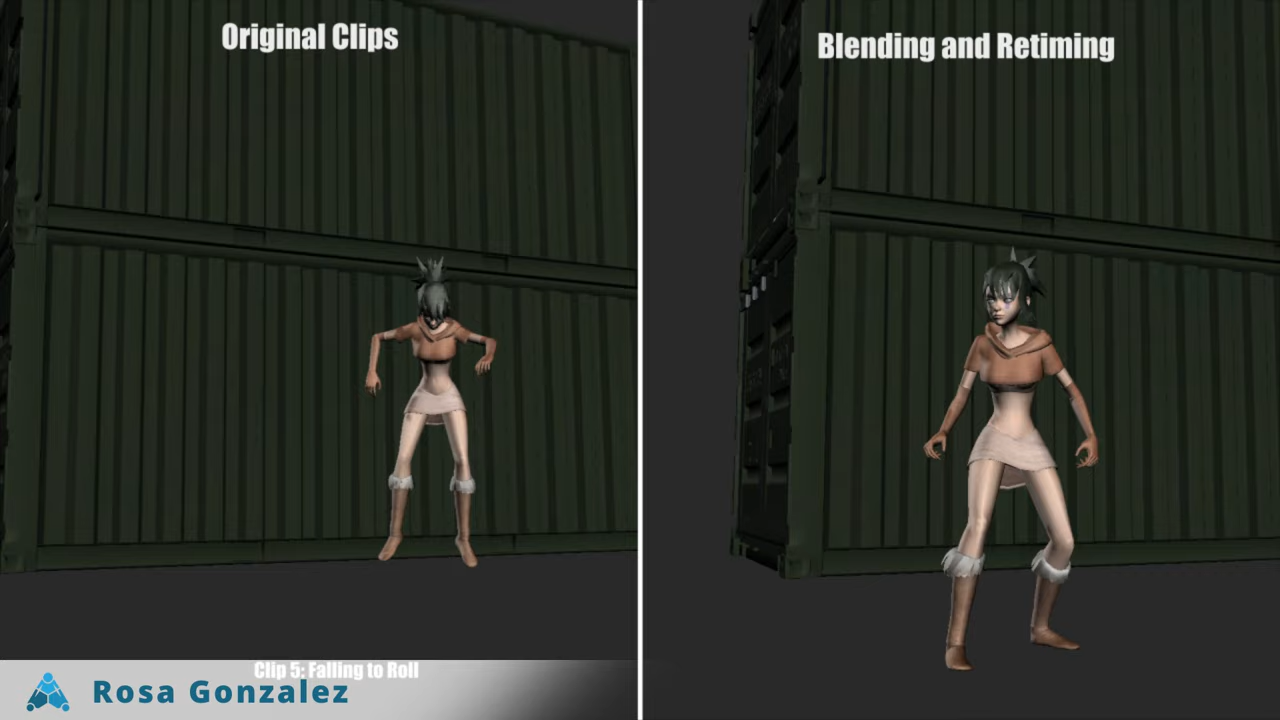 Original Clips
Blending and Retiming
Clip 5: Falling to Roll
Rosa Gonzalez